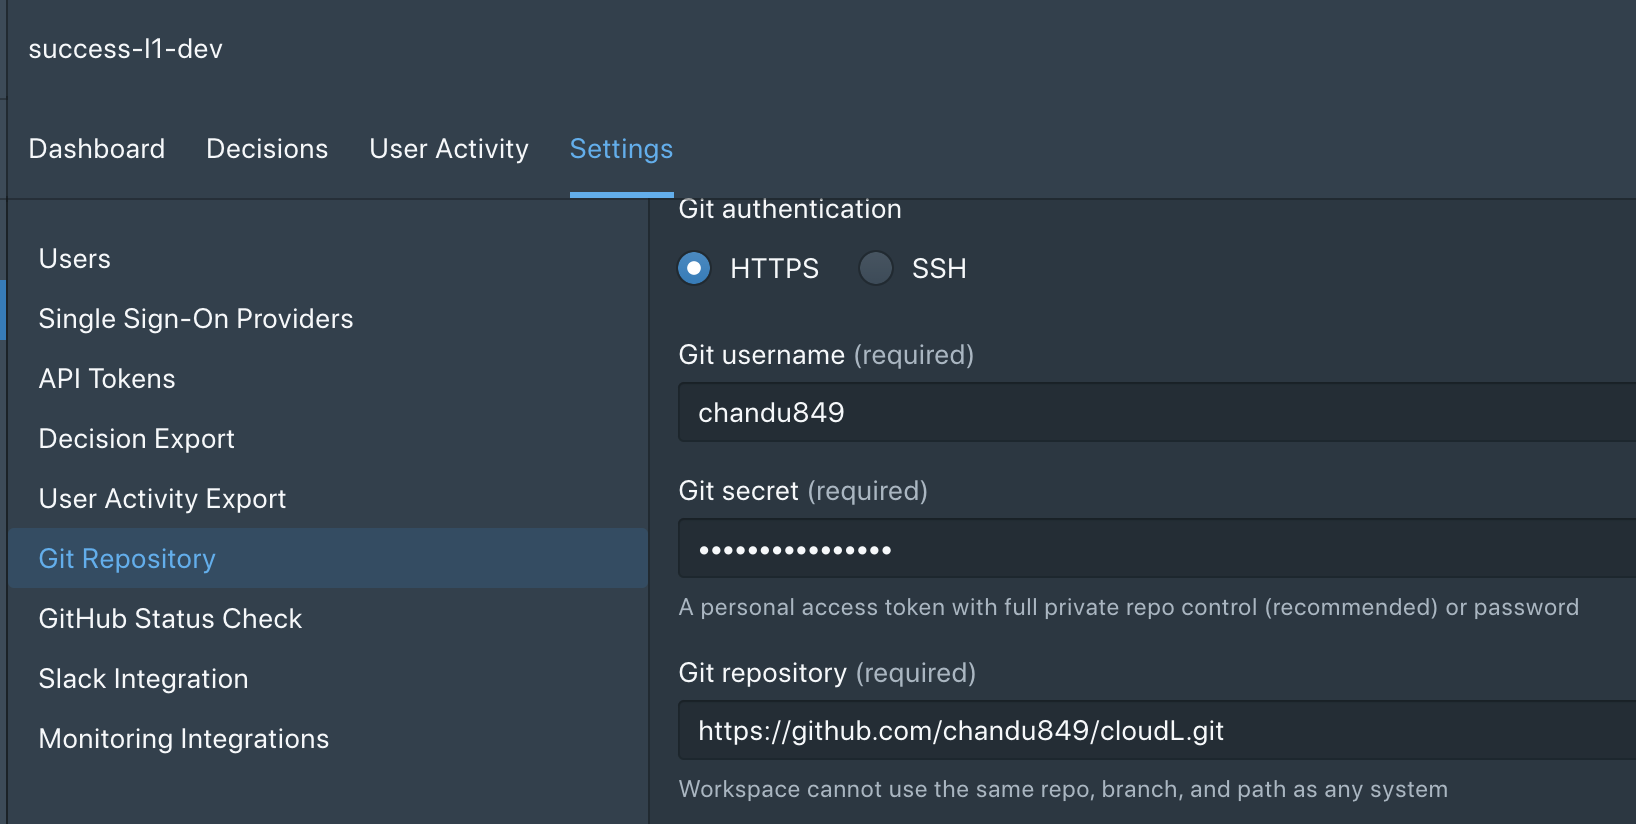 success-l1-dev
Dashboard Decisions User Activity Settings
Users
Single Sign-On Providers
API Tokens
Decision Export
User Activity Export
Git Repository
GitHub Status Check
Slack Integration
Monitoring Integrations
Git authentication
HTTPS SSH
Git username (required)
chandu849
Git secret (required)
••••••••••••••••
A personal access token with full private repo control (recommended) or password
Git repository (required)
https://github.com/chandu849/cloudL.git
Workspace cannot use the same repo, branch, and path as any system